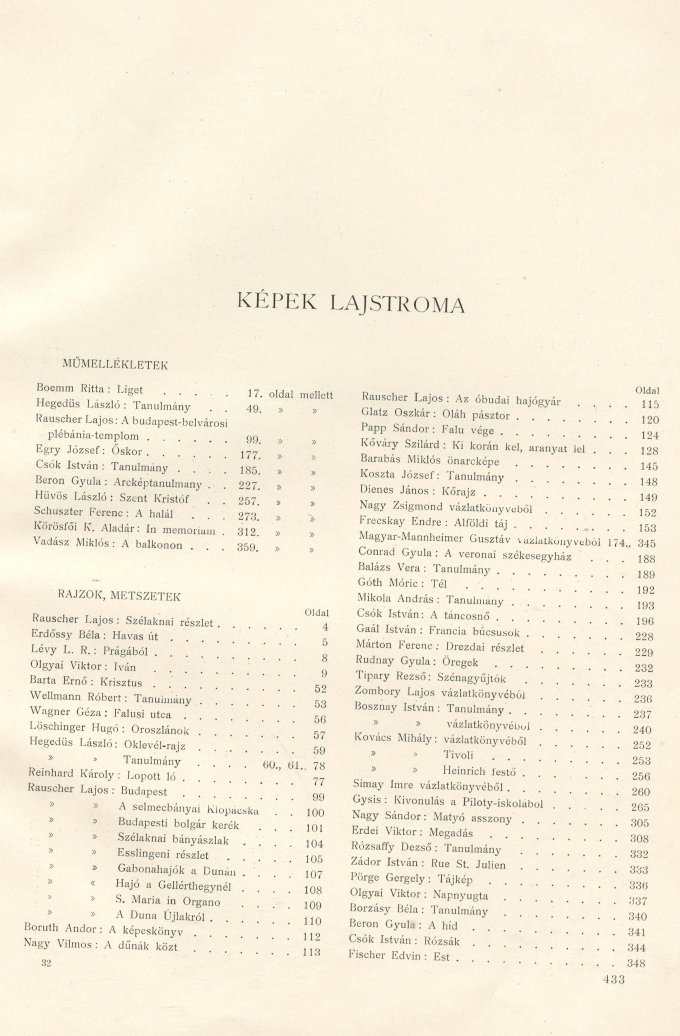 KÉPEK LAJSTROMA
MŰMELLÉKLETEK
Boemm Ritta : Liget . . . . . 17. oldal mellett
Hegedüs László : Tanulmány . . 49. » »
Rauscher Lajos : A budapest-belvárosi
plébánia-templom . . . . . . 99. » »
Egry József : Őskor . . . . . . 177. » »
Csók István : Tanulmány . . . . 185. » »
Beron Gyula : Arcképtanulmany . . 227. » »
Hüvös László : Szent Kristóf . . 257. » »
Schuszter Ferenc : A halál . . . 273. » »
Körösfői K. Aladár : In memoriam . 312. » »
Vadász Miklós : A balkonon . . . 359. » »
RAJZOK, METSZETEK
Oldal
Rauscher Lajos : Szélaknai részlet . . . . . . 4
Erdőssy Béla : Havas út . . . . . . . . . 5
Lévy L. R. : Prágából . . . . . . . . . . 8
Olgyai Viktor : Iván . . . . . . . . . . 9
Barta Ernő : Krisztus . . . . . . . . . . 52
Wellmann Róbert : Tanulmány . . . . . . . 53
Wagner Géza : Falusi utca . . . . . . . . 56
Löschinger Hugó : Oroszlánok . . . . . . . 57
Hegedüs László : Oklevél-rajz . . . . . . . 59
» » Tanulmány . . . . 60., 61., 78
Reinhard Károly : Lopott ló . . . . . . . . 77
Rauscher Lajos : Budapest . . . . . . . . 99
» » A selmecbányai Klopacska . . 100
» » Budapesti bolgár kerék . . . 101
» » Szélaknai bányászlak . . . . 104
» » Esslingeni részlet . . . . . 105
» » Gabonahajók a Dunán . . . . 107
» « Hajó a Gellérthegynél . . . . 108
» » S. Maria in Organo . . . . . 109
» » A Duna Újlakról . . . . . . 110
Boruth Andor : A képeskönyv . . . . . . . 112
Nagy Vilmos : A dűnák közt . . . . . . . 113
32
Oldal
Rauscher Lajos : Az óbudai hajógyár . . . . 115
Glatz Oszkár : Oláh pásztor . . . . . . . 120
Papp Sándor : Falu vége . . . . . . . . . 124
Kőváry Szilárd : Ki korán kel, aranyat lel . . . 128
Barabás Miklós önarcképe . . . . . . . . 145
Koszta József : Tanulmány . . . . . . . . 148
Dienes János : Kőrajz . . . . . . . . . . 149
Nagy Zsigmond vázlatkönyvéből . . . . . . 152
Frecskay Endre : Alföldi táj . . . . . . . . 153
Magyar-Mannheimer Gusztáv vázlatkönyvéből 174., 345
Conrad Gyula : A veronai székesegyház . . . 188
Balázs Vera : Tanulmány . . . . . . . . . 189
Góth Móric : Tél . . . . . . . . . . . 192
Mikola András : Tanulmány . . . . . . . . 193
Csók István : A táncosnő . . . . . . . . . 196
Gaál István : Francia búcsusok . . . . . . . 228
Márton Ferenc : Drezdai részlet . . . . . . 229
Rudnay Gyula : Öregek . . . . . . . . . 232
Tipary Rezső : Szénagyűjtők . . . . . . . 233
Zombory Lajos vázlatkönyvéből . . . . . . 236
Bosznay István : Tanulmány . . . . . . . . 237
» » vázlatkönyvéből . . . . . 240
Kovács Mihály : vázlatkönyvéből . . . . . . 252
» » Tivoli . . . . . . . . 253
» » Heinrich festő . . . . . . 256
Simay Imre vázlatkönyvéből . . . . . . . . 260
Gysis : Kivonulás a Piloty-iskolából . . . . . 265
Nagy Sándor : Matyó asszony . . . . . . . 305
Erdei Viktor : Megadás . . . . . . . . . 308
Rózsaffy Dezső : Tanulmány . . . . . . . 332
Zádor István : Rue St. Julien . . . . . . . 333
Pörge Gergely : Tájkép . . . . . . . . . 336
Olgyai Viktor : Napnyugta . . . . . . . . 337
Borzásy Béla : Tanulmány . . . . . . . . 340
Beron Gyula : A híd . . . . . . . . . . 341
Csók István : Rózsák . . . . . . . . . . 344
Fischer Edvin : Est . . . . . . . . . . . 348
433